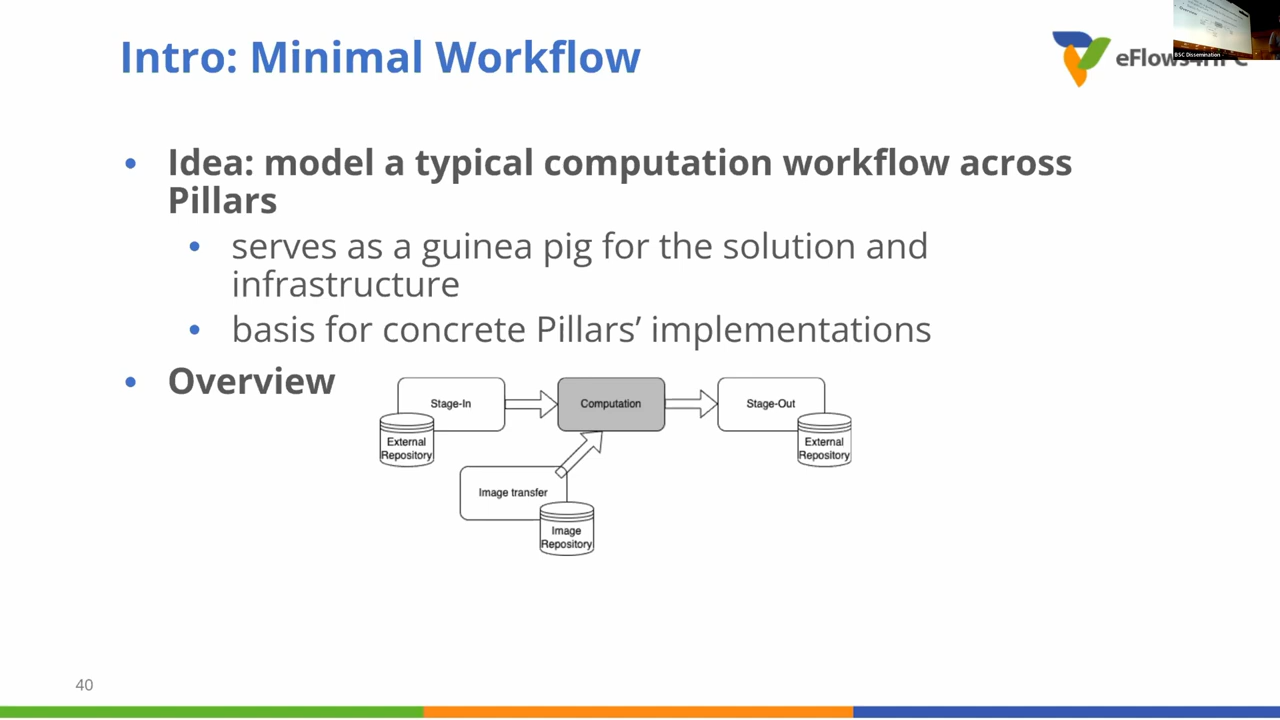 Intro: Minimal Workflow
BSC Dissemination
• Idea: model a typical computation workflow across
Pillars
• serves as a guinea pig for the solution and
infrastructure
• basis for concrete Pillars’ implementations
• Overview
Stage-In
Computation
Stage-Out
External
Repository
External
Repository
Image transfer
Image
Repository
40